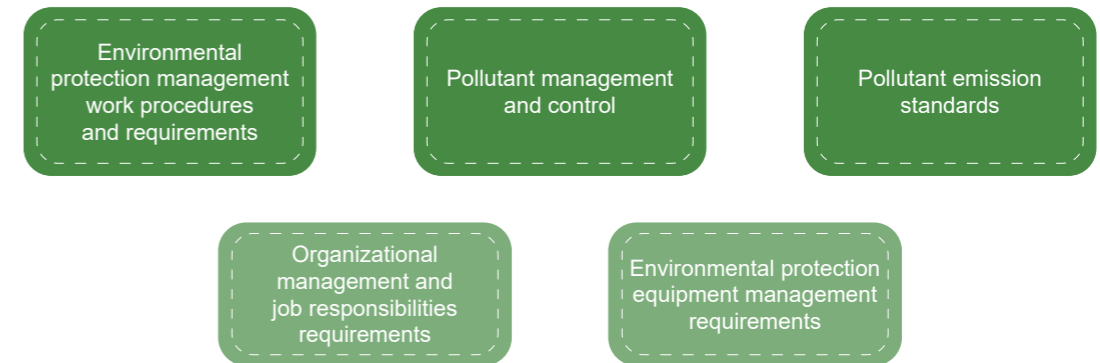 Environmental
protection management
work procedures
and requirements
Pollutant management
and control
Pollutant emission
standards
Organizational
management and
job responsibilities
requirements
Environmental protection
equipment management
requirements